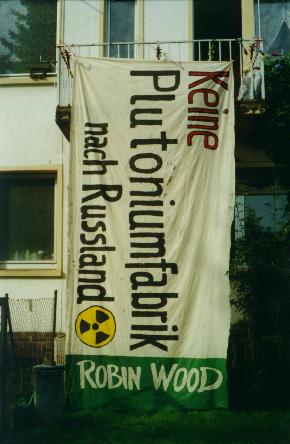 Keine
Plutoniumfabrik
nach Russland
ROBIN WOOD